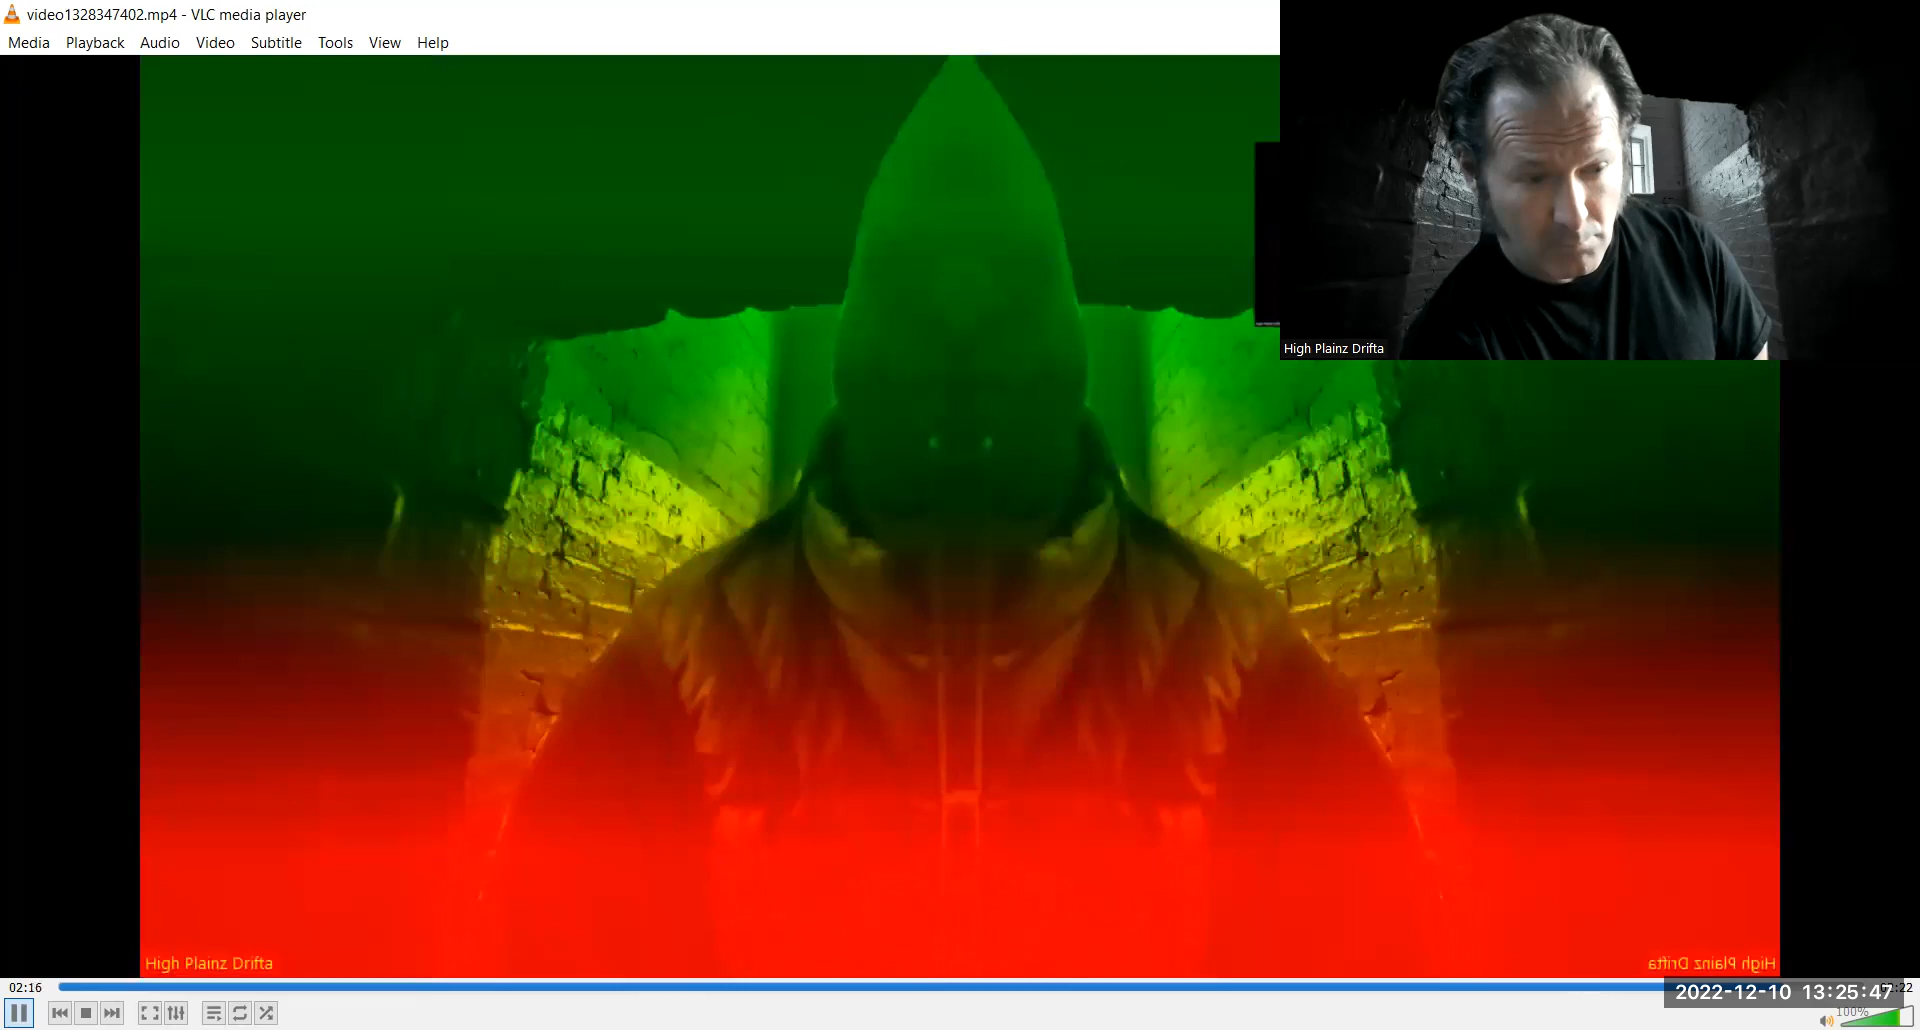 video1328347402.mp4 - VLC media player
Media Playback Audio Video Subtitle Tools View Help
High Plainz Drifta
High Plainz Drifta
High Plainz Drifta
02:16
2022-12-10 13:25:47
:22
100%